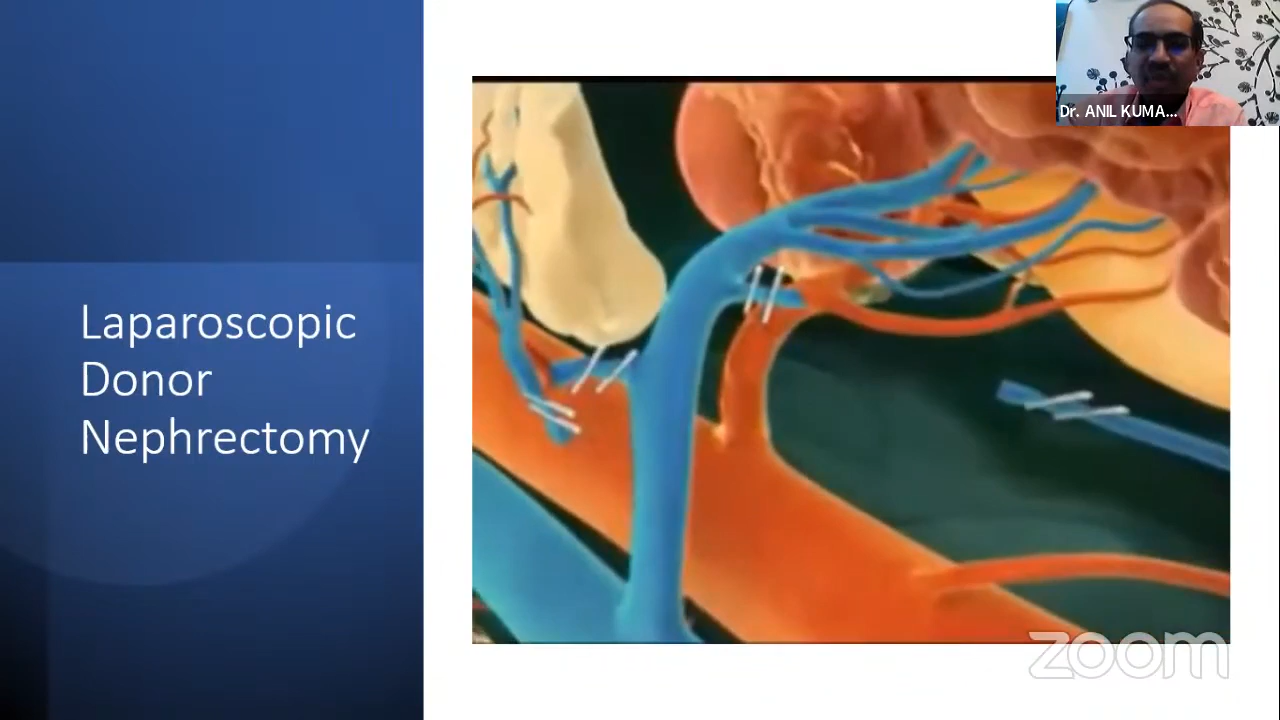 Dr. ANIL KUMA...
Laparoscopic
Donor
Nephrectomy
zoom